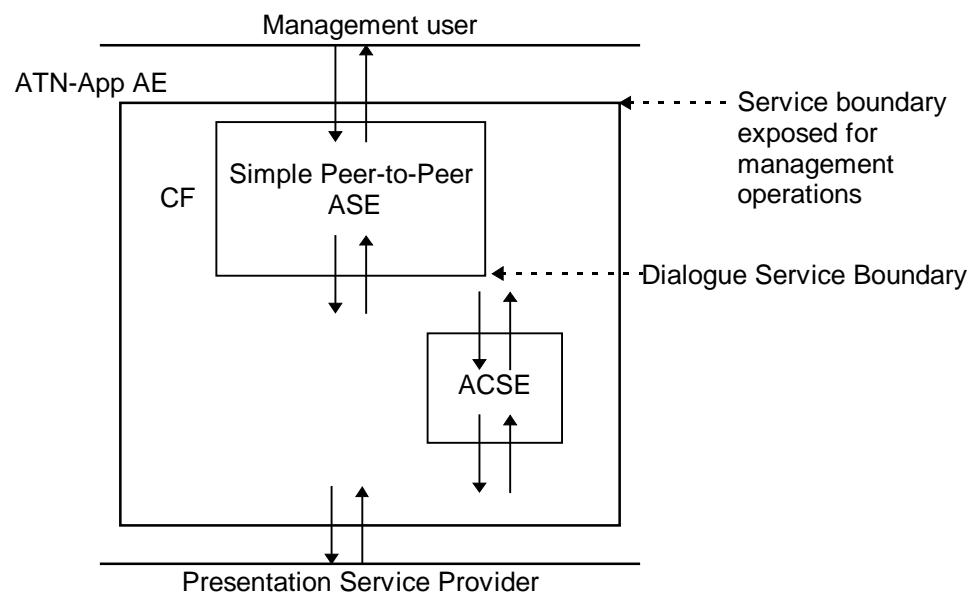 Management user
ATN-App AE
Service boundary
exposed for
management
operations
Simple Peer-to-Peer
ASE
CF
Dialogue Service Boundary
ACSE
Presentation Service Provider